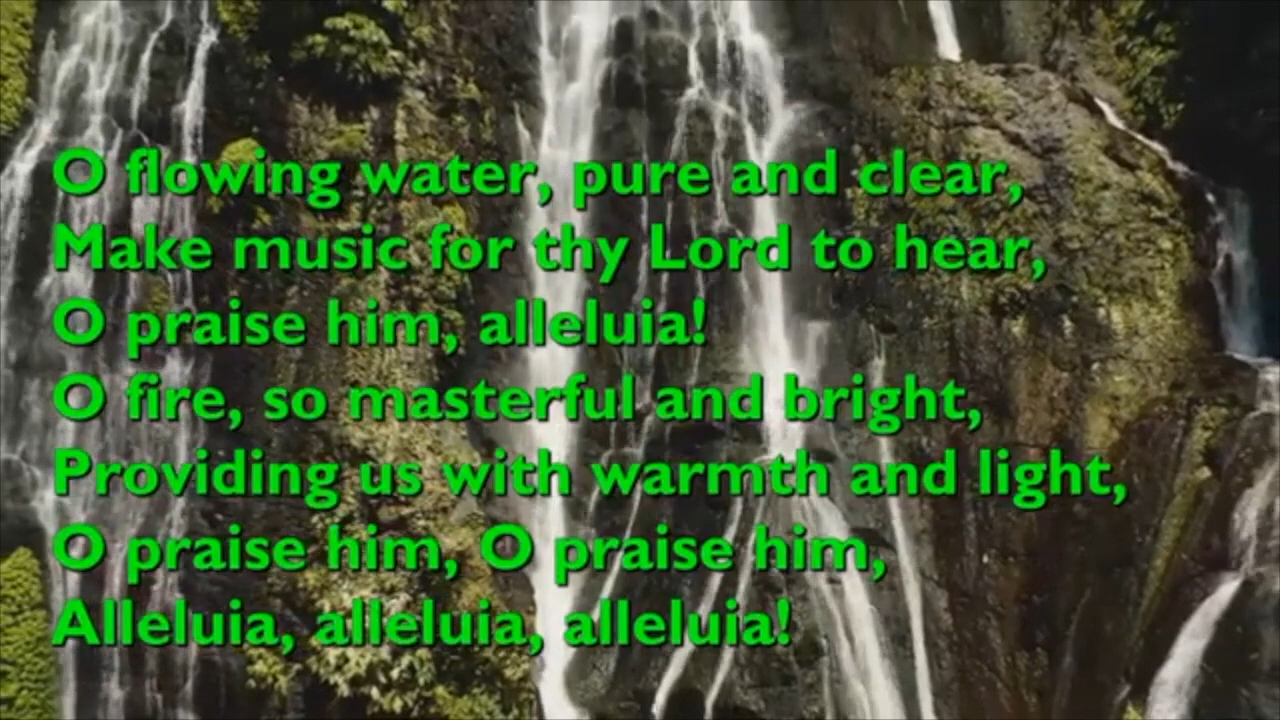 O flowing water, pure and clear,
Make music for thy Lord to hear,
O praise him, alleluia!
O fire, so masterful and bright,
Providing us with warmth and light,
O praise him, O praise him,
Alleluia, alleluia, alleluia!